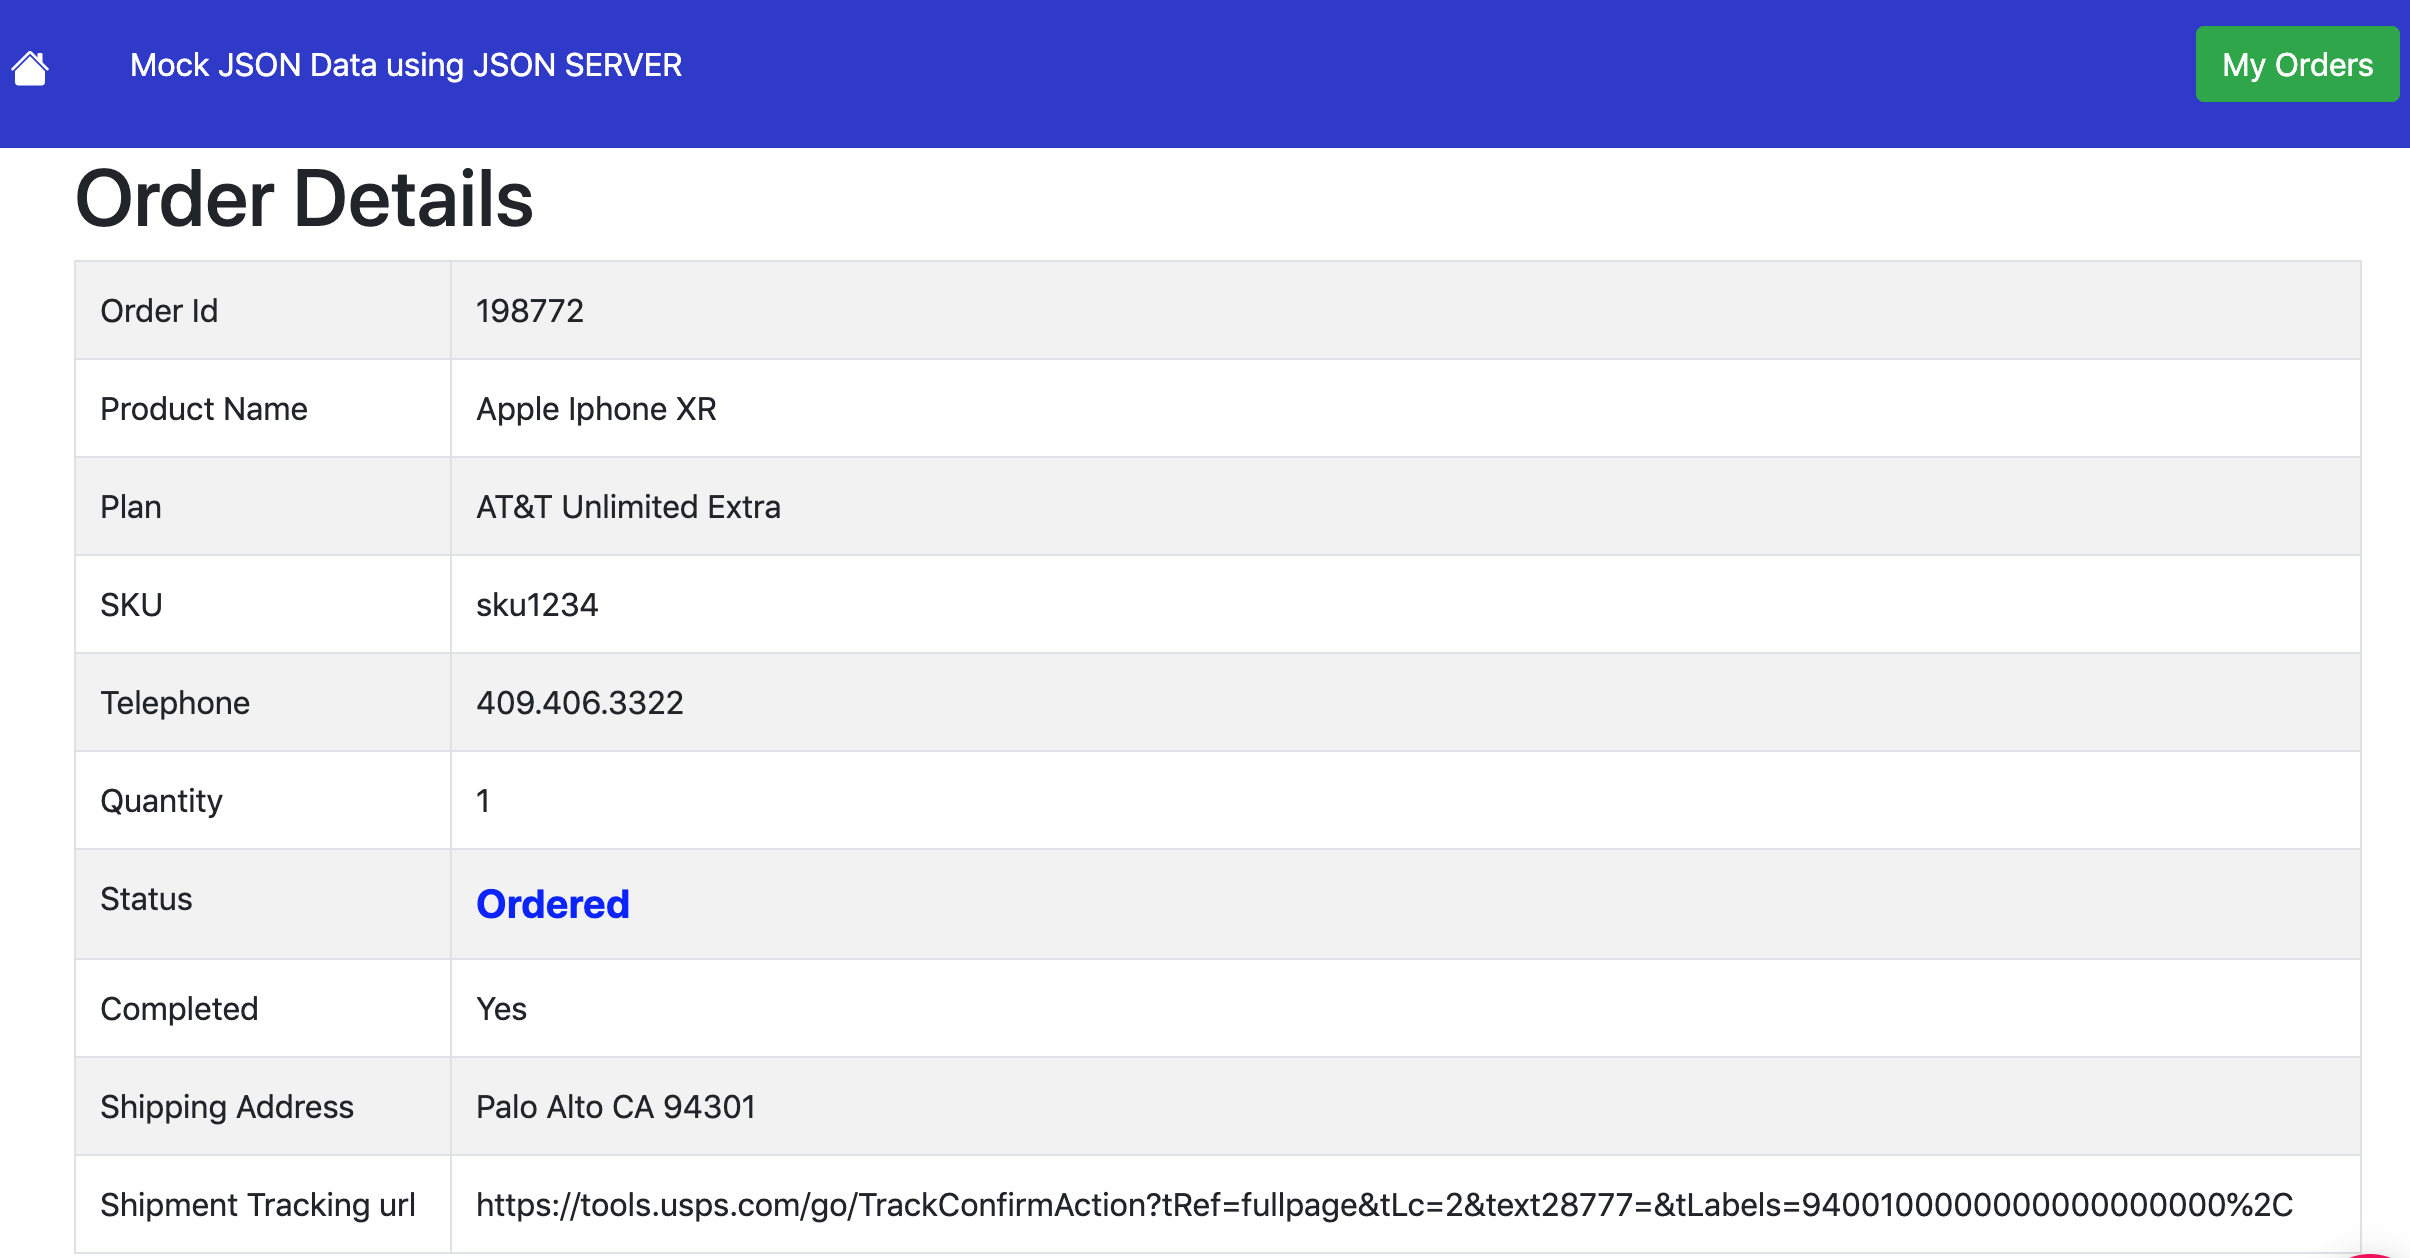 Mock JSON Data using JSON SERVER
My Orders
Order Details
Order Id 198772
Product Name Apple Iphone XR
Plan AT&T Unlimited Extra
SKU sku1234
Telephone 409.406.3322
Quantity 1
Status Ordered
Completed Yes
Shipping Address Palo Alto CA 94301
Shipment Tracking url https://tools.usps.com/go/TrackConfirmAction?tRef=fullpage&tLc=2&text28777=&tLabels=9400100000000000000000%2C